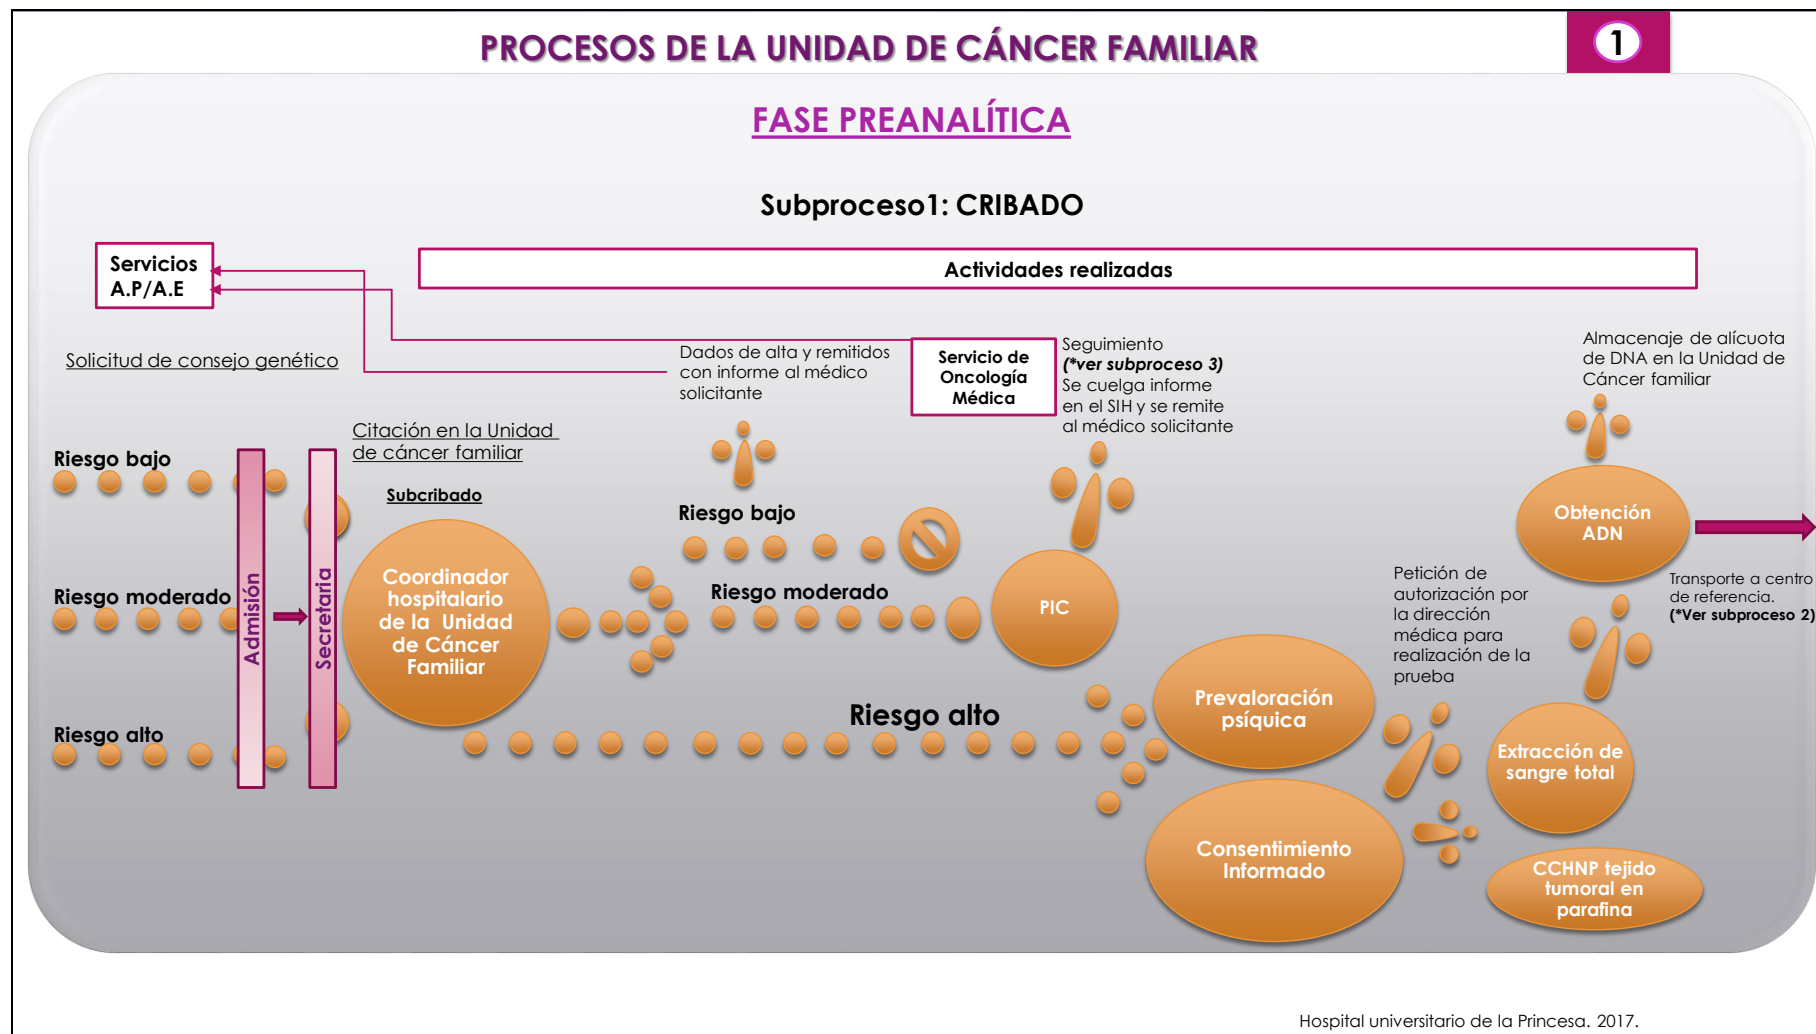 PROCESOS DE LA UNIDAD DE CÁNCER FAMILIAR
1
FASE PREANALÍTICA
Subproceso1: CRIBADO
Servicios
A.P/A.E
Actividades realizadas
Solicitud de consejo genético
Dados de alta y remitidos
con informe al médico
solicitante
Servicio de
Oncología
Médica
Seguimiento
(*ver subproceso 3)
Se cuelga informe
en el SIH y se remite
al médico solicitante
Almacenaje de alícuota
de DNA en la Unidad de
Cáncer familiar
Citación en la Unidad
de cáncer familiar
Subcribado
Riesgo bajo
Riesgo moderado
Riesgo alto
Admisión
Secretaria
Coordinador
hospitalario
de la Unidad
de Cáncer
Familiar
Riesgo bajo
Riesgo moderado
Riesgo alto
PIC
Prevaloración
psíquica
Consentimiento
Informado
Petición de
autorización por
la dirección
médica para
realización de la
prueba
Obtención
ADN
Transporte a centro
de referencia.
(*Ver subproceso 2)
Extracción de
sangre total
CCHNP tejido
tumoral en
parafina
Hospital universitario de la Princesa. 2017.